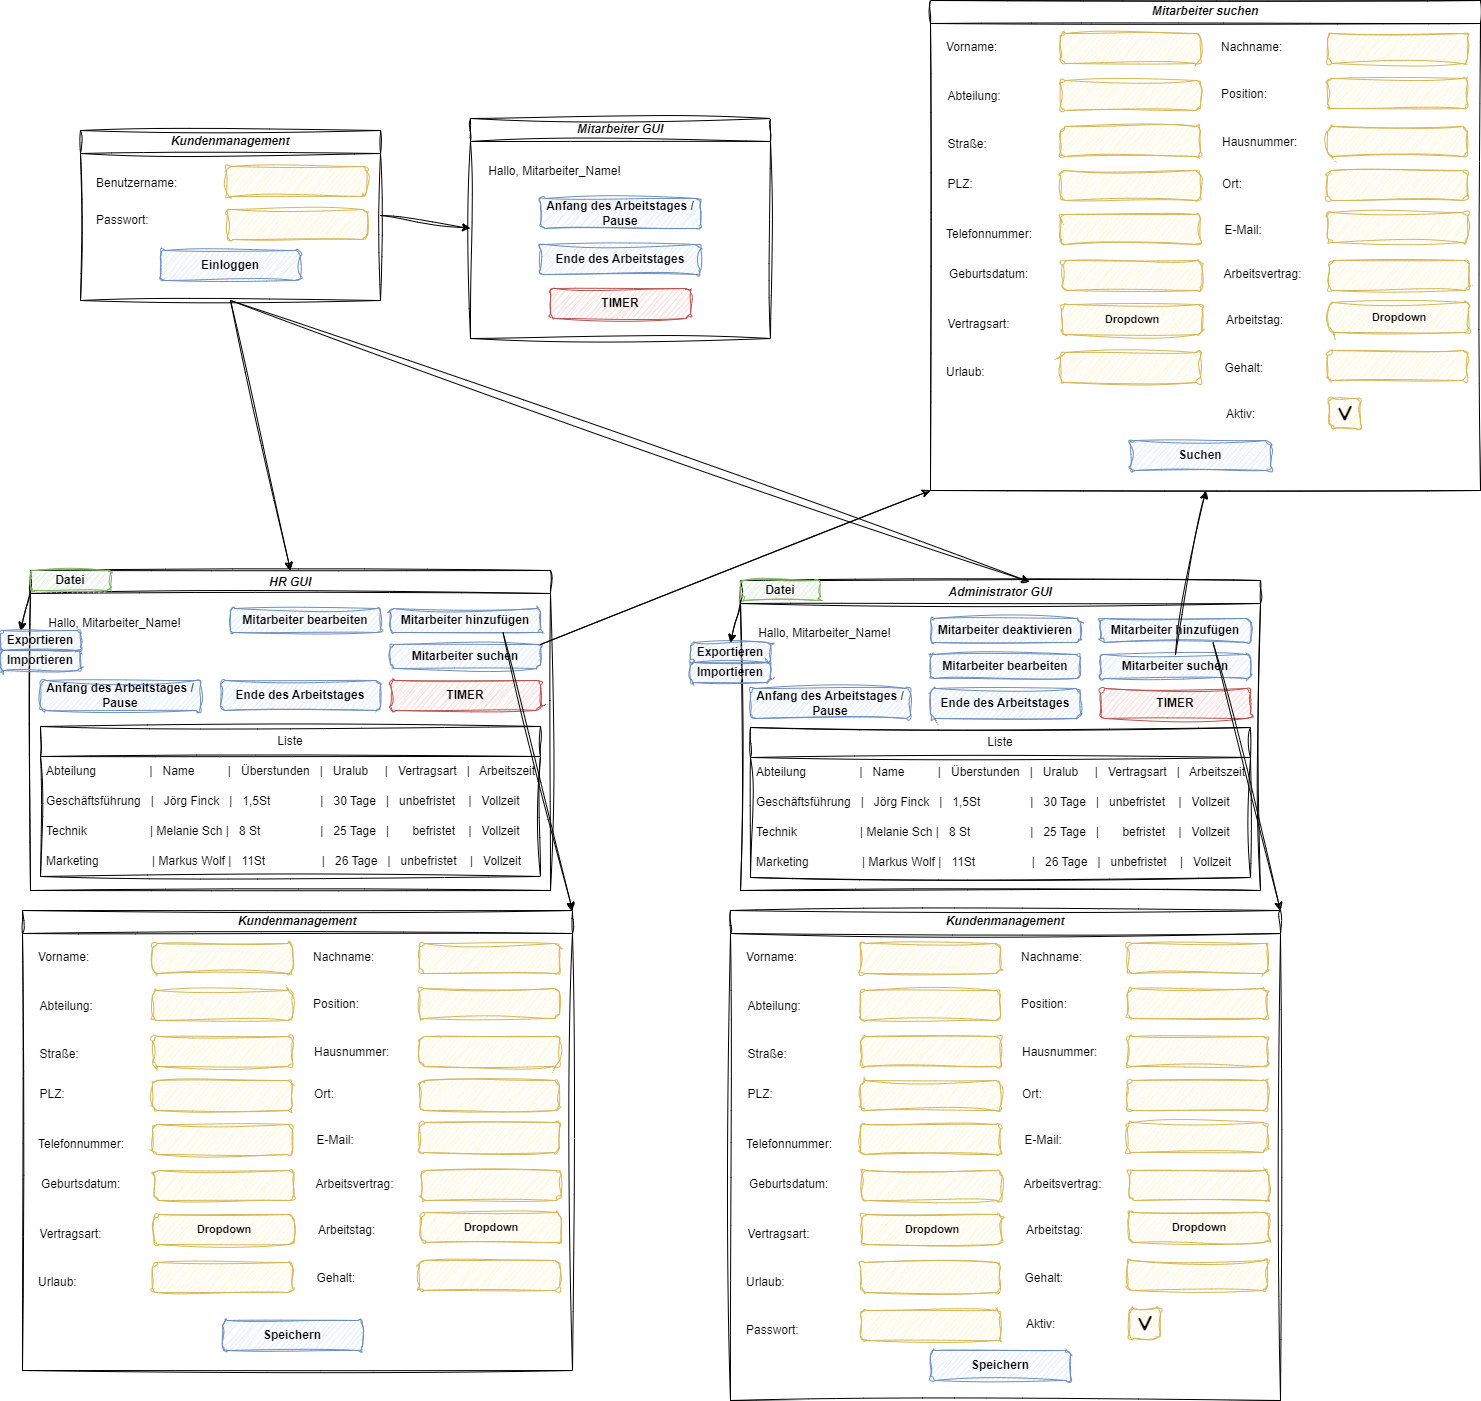 Mitarbeiter suchen
Vorname: Nachname:
Abteilung: Position:
Straße: Hausnummer:
PLZ: Ort:
Telefonnummer: E-Mail:
Geburtsdatum: Arbeitsvertrag:
Vertragsart: Dropdown Arbeitstag: Dropdown
Urlaub: Gehalt:
Aktiv: V
Suchen
Kundenmanagement
Benutzername:
Passwort:
Einloggen
Mitarbeiter GUI
Hallo, Mitarbeiter_Name!
Anfang des Arbeitstages /
Pause
Ende des Arbeitstages
TIMER
Datei
HR GUI
Hallo, Mitarbeiter_Name!
Mitarbeiter bearbeiten Mitarbeiter hinzufügen
Exportieren
Importieren
Mitarbeiter suchen
Anfang des Arbeitstages /
Pause
Ende des Arbeitstages
TIMER
Liste
Abteilung | Name | Überstunden | Uralub | Vertragsart | Arbeitszeit
Geschäftsführung | Jörg Finck | 1,5St | 30 Tage | unbefristet | Vollzeit
Technik | Melanie Sch | 8 St | 25 Tage | befristet | Vollzeit
Marketing | Markus Wolf | 11St | 26 Tage | unbefristet | Vollzeit
Datei
Administrator GUI
Hallo, Mitarbeiter_Name!
Mitarbeiter deaktivieren Mitarbeiter hinzufügen
Exportieren
Importieren
Mitarbeiter bearbeiten Mitarbeiter suchen
Anfang des Arbeitstages /
Pause
Ende des Arbeitstages
TIMER
Liste
Abteilung | Name | Überstunden | Uralub | Vertragsart | Arbeitszeit
Geschäftsführung | Jörg Finck | 1,5St | 30 Tage | unbefristet | Vollzeit
Technik | Melanie Sch | 8 St | 25 Tage | befristet | Vollzeit
Marketing | Markus Wolf | 11St | 26 Tage | unbefristet | Vollzeit
Kundenmanagement
Vorname: Nachname:
Abteilung: Position:
Straße: Hausnummer:
PLZ: Ort:
Telefonnummer: E-Mail:
Geburtsdatum: Arbeitsvertrag:
Vertragsart: Dropdown Arbeitstag: Dropdown
Urlaub: Gehalt:
Speichern
Kundenmanagement
Vorname: Nachname:
Abteilung: Position:
Straße: Hausnummer:
PLZ: Ort:
Telefonnummer: E-Mail:
Geburtsdatum: Arbeitsvertrag:
Vertragsart: Dropdown Arbeitstag: Dropdown
Urlaub: Gehalt:
Passwort: Aktiv: V
Speichern